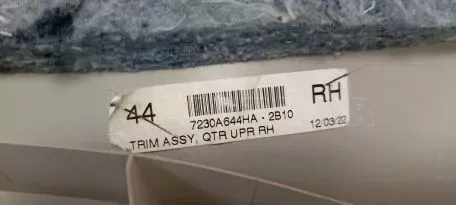 44 7230A644HA - 2B10 RH
TRIM ASSY, QTR UPR RH 12/03/22